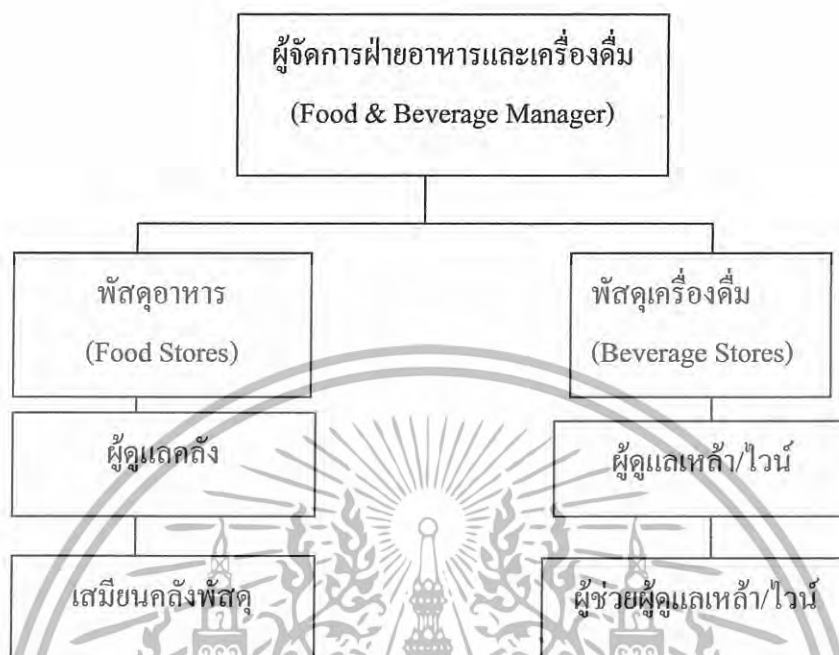 ผู้จัดการฝ่ายอาหารและเครื่องดื่ม
(Food & Beverage Manager)
พัสดุอาหาร
(Food Stores)
พัสดุเครื่องดื่ม
(Beverage Stores)
ผู้ดูแลคลัง
ผู้ดูแลเหล้า/ไวน์
เสมียนคลังพัสดุ
ผู้ช่วยผู้ดูแลเหล้า/ไวน์